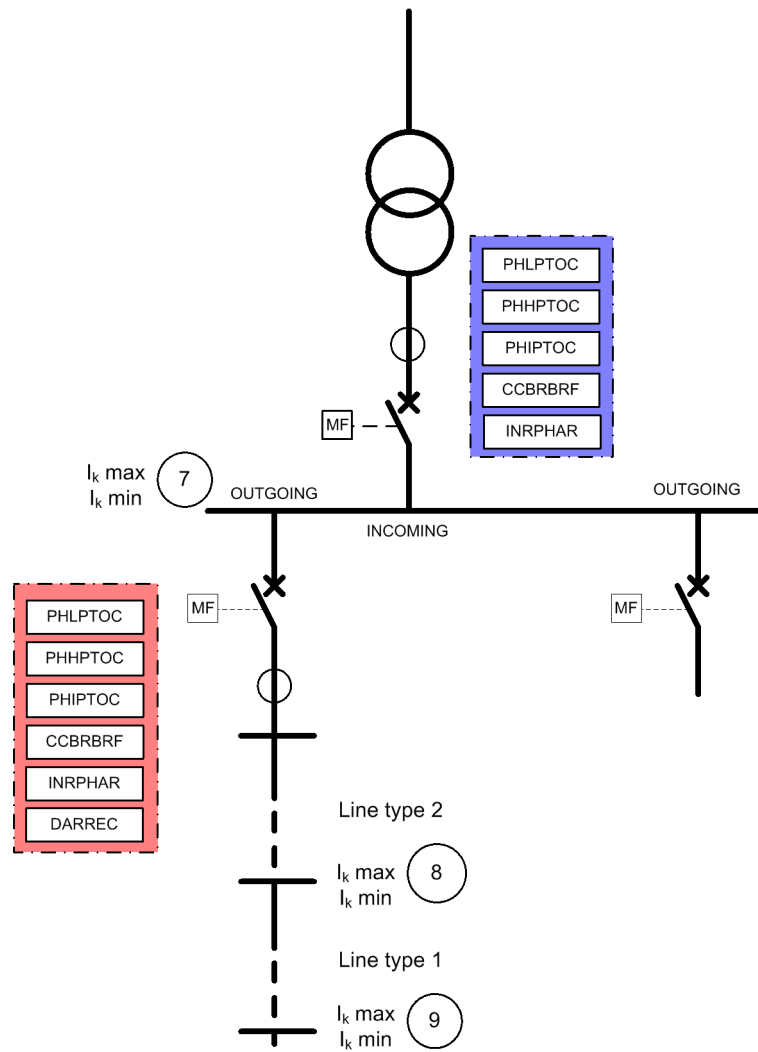 PHLPTOC
PHHPTOC
PHIPTOC
CCBRBRF
INRPHAR
MF
Ik max
Ik min
7
OUTGOING
INCOMING
OUTGOING
MF
MF
PHLPTOC
PHHPTOC
PHIPTOC
CCBRBRF
INRPHAR
DARREC
Line type 2
Ik max
Ik min
8
Line type 1
Ik max
Ik min
9